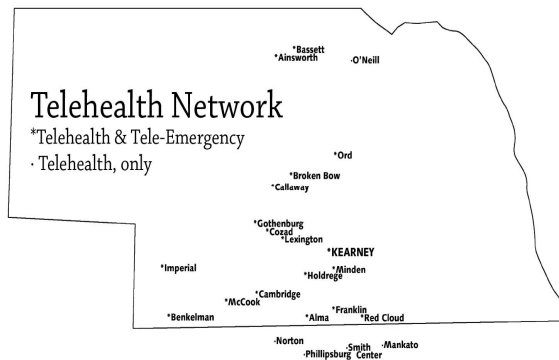 *Bassett
*Ainsworth
·O'Neill
Telehealth Network
*Telehealth & Tele-Emergency
· Telehealth, only
*Ord
*Broken Bow
*Callaway
*Gothenburg
*Cozad
*Lexington
*KEARNEY
*Imperial
*Minden
*Holdrege
*Cambridge
*McCook
*Franklin
*Benkelman
*Alma
*Red Cloud
·Norton
·Smith Center
·Mankato
·Phillipsburg